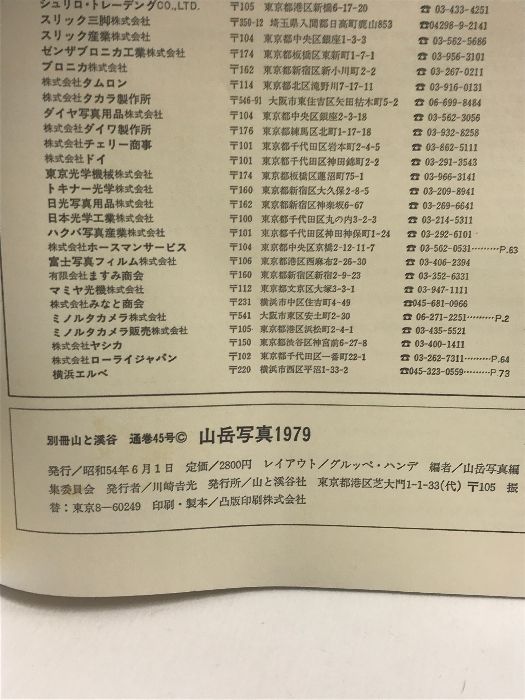 シュリロ・トレーデングCO.,LTD. 〒105 東京都港区新橋6-17-20 ☎ 03-433-4251
スリック三脚株式会社 〒350-12 埼玉県入間郡日高町鹿山853 ☎04298-9-2141
スリック産業株式会社 〒104 東京都中央区銀座1-3-3 ☎ 03-562-5686
ゼンザブロニカ工業株式会社 〒174 東京都板橋区東新町1-7-1 ☎ 03-956-3101
ブロニカ株式会社 〒162 東京都新宿区新小川町2-2 ☎ 03-267-0211
株式会社タムロン 〒114 東京都北区滝野川7-17-11 ☎ 03-916-0131
株式会社タカラ製作所 〒546-91 大阪市東住吉区矢田枯木町5-2 ☎ 06-699-8484
ダイヤ写真用品株式会社 〒104 東京都中央区銀座2-3-18 ☎ 03-562-3056
株式会社ダイワ製作所 〒176 東京都練馬区北町1-17-18 ☎ 03-932-8258
株式会社チェリー商事 〒101 東京都千代田区岩本町2-4-5 ☎ 03-862-5111
株式会社ドイ 〒101 東京都千代田区神田錦町2-2 ☎ 03-291-3543
東京光学機械株式会社 〒174 東京都板橋区蓮沼町75-1 ☎ 03-966-3141
トキナー光学株式会社 〒160 東京都新宿区大久保2-8-5 ☎ 03-209-8941
日光写真用品株式会社 〒162 東京都新宿区神楽坂6-67 ☎ 03-269-6641
日本光学工業株式会社 〒100 東京都千代田区丸の内3-2-3 ☎ 03-214-5311
ハクバ写真産業株式会社 〒101 東京都千代田区神田神保町1-24 ☎ 03-292-6101
株式会社ホースマンサービス 〒104 東京都中央区京橋2-12-11-7 ☎ 03-562-0531………P.63
富士写真フイルム株式会社 〒106 東京都港区西麻布2-26-30 ☎ 03-406-2394
有限会社ますみ商会 〒160 東京都新宿区新宿2-9-23 ☎ 03-352-6331
マミヤ光機株式会社 〒112 東京都文京区大塚3-3-1 ☎ 03-947-1111
株式会社みなと商会 〒231 横浜市中区住吉町4-49 ☎045-681-0966
ミノルタカメラ株式会社 〒541 大阪市東区安土町2-30 ☎ 06-271-2251………P.2
ミノルタカメラ販売株式会社 〒105 東京都港区浜松町2-4-1 ☎ 03-435-5521
株式会社ヤシカ 〒150 東京都渋谷区神宮前6-27-8 ☎ 03-400-1411
株式会社ローライジャパン 〒102 東京都千代田区一番町22-1 ☎ 03-262-7311………P.64
横浜エルベ 〒220 横浜市西区平沼1-33-2 ☎045-323-0559………P.73
別冊山と溪谷 通巻45号© 山岳写真1979
発行／昭和54年6月1日 定価／2800円 レイアウト／グルッペ・ハンデ 編者／山岳写真編
集委員会 発行者／川崎吉光 発行所／山と溪谷社 東京都港区芝大門1-1-33(代) 〒105 振
替：東京8-60249 印刷・製本／凸版印刷株式会社